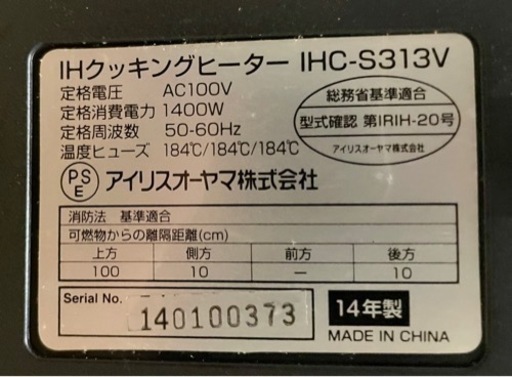 IHクッキングヒーター IHC-S313V
定格電圧 AC100V
定格消費電力 1400W
定格周波数 50-60Hz
温度ヒューズ 184℃/184℃/184℃
総務省基準適合
型式確認 第IRIH-20号
アイリスオーヤマ株式会社
PS
E
アイリスオーヤマ株式会社
消防法 基準適合
可燃物からの離隔距離(cm)
上方 側方 前方 後方
100 10 — 10
Serial No. 140100373
14年製
MADE IN CHINA